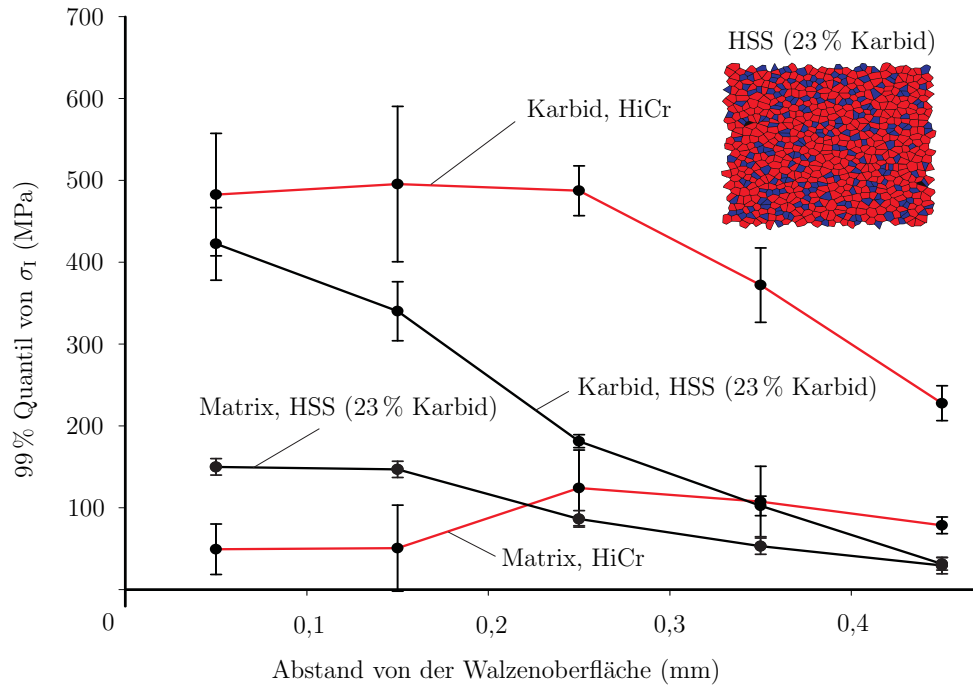 700
600
500
400
300
200
100
99 % Quantil von σI (MPa)
HSS (23 % Karbid)
Karbid, HiCr
Karbid, HSS (23 % Karbid)
Matrix, HSS (23 % Karbid)
Matrix, HiCr
0
0,1
0,2
0,3
0,4
Abstand von der Walzenoberfläche (mm)